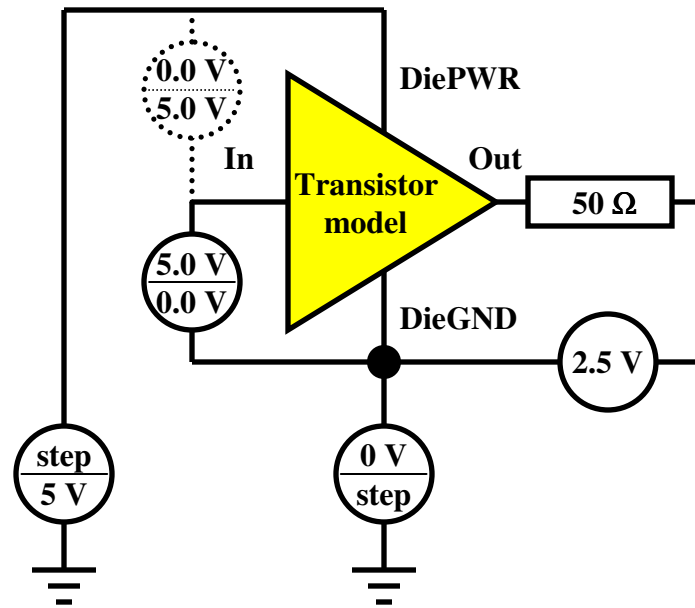 0.0 V
5.0 V
DiePWR
In
Out
Transistor
model
50 Ω
5.0 V
0.0 V
DieGND
2.5 V
step
5 V
0 V
step